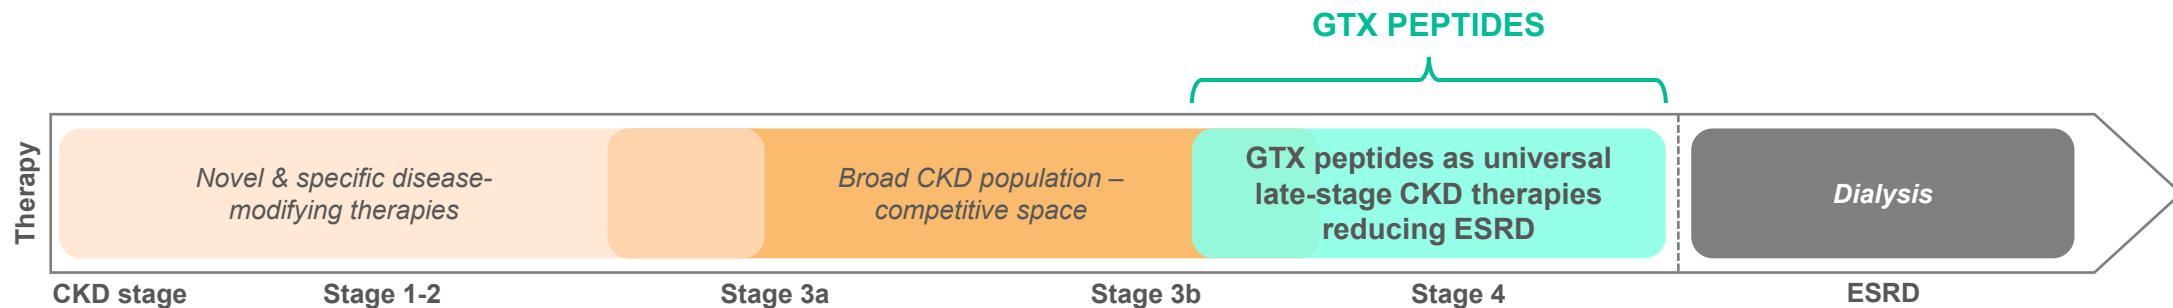 GTX PEPTIDES
Therapy
Novel & specific disease-
modifying therapies
Broad CKD population –
competitive space
GTX peptides as universal
late-stage CKD therapies
reducing ESRD
Dialysis
CKD stage
Stage 1-2
Stage 3a
Stage 3b
Stage 4
ESRD